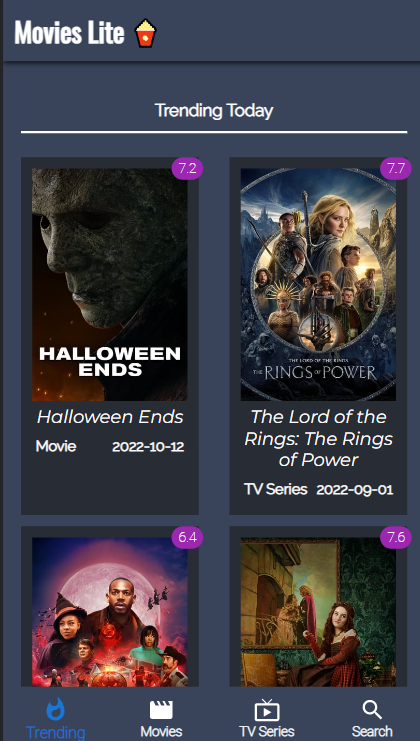 Movies Lite
Trending Today
7.2
7.7
HALLOWEEN
ENDS
THE LORD OF THE RINGS
THE RINGS OF POWER
Halloween Ends
Movie 2022-10-12
The Lord of the
Rings: The Rings
of Power
TV Series 2022-09-01
6.4
7.6
Trending
Movies
TV Series
Search